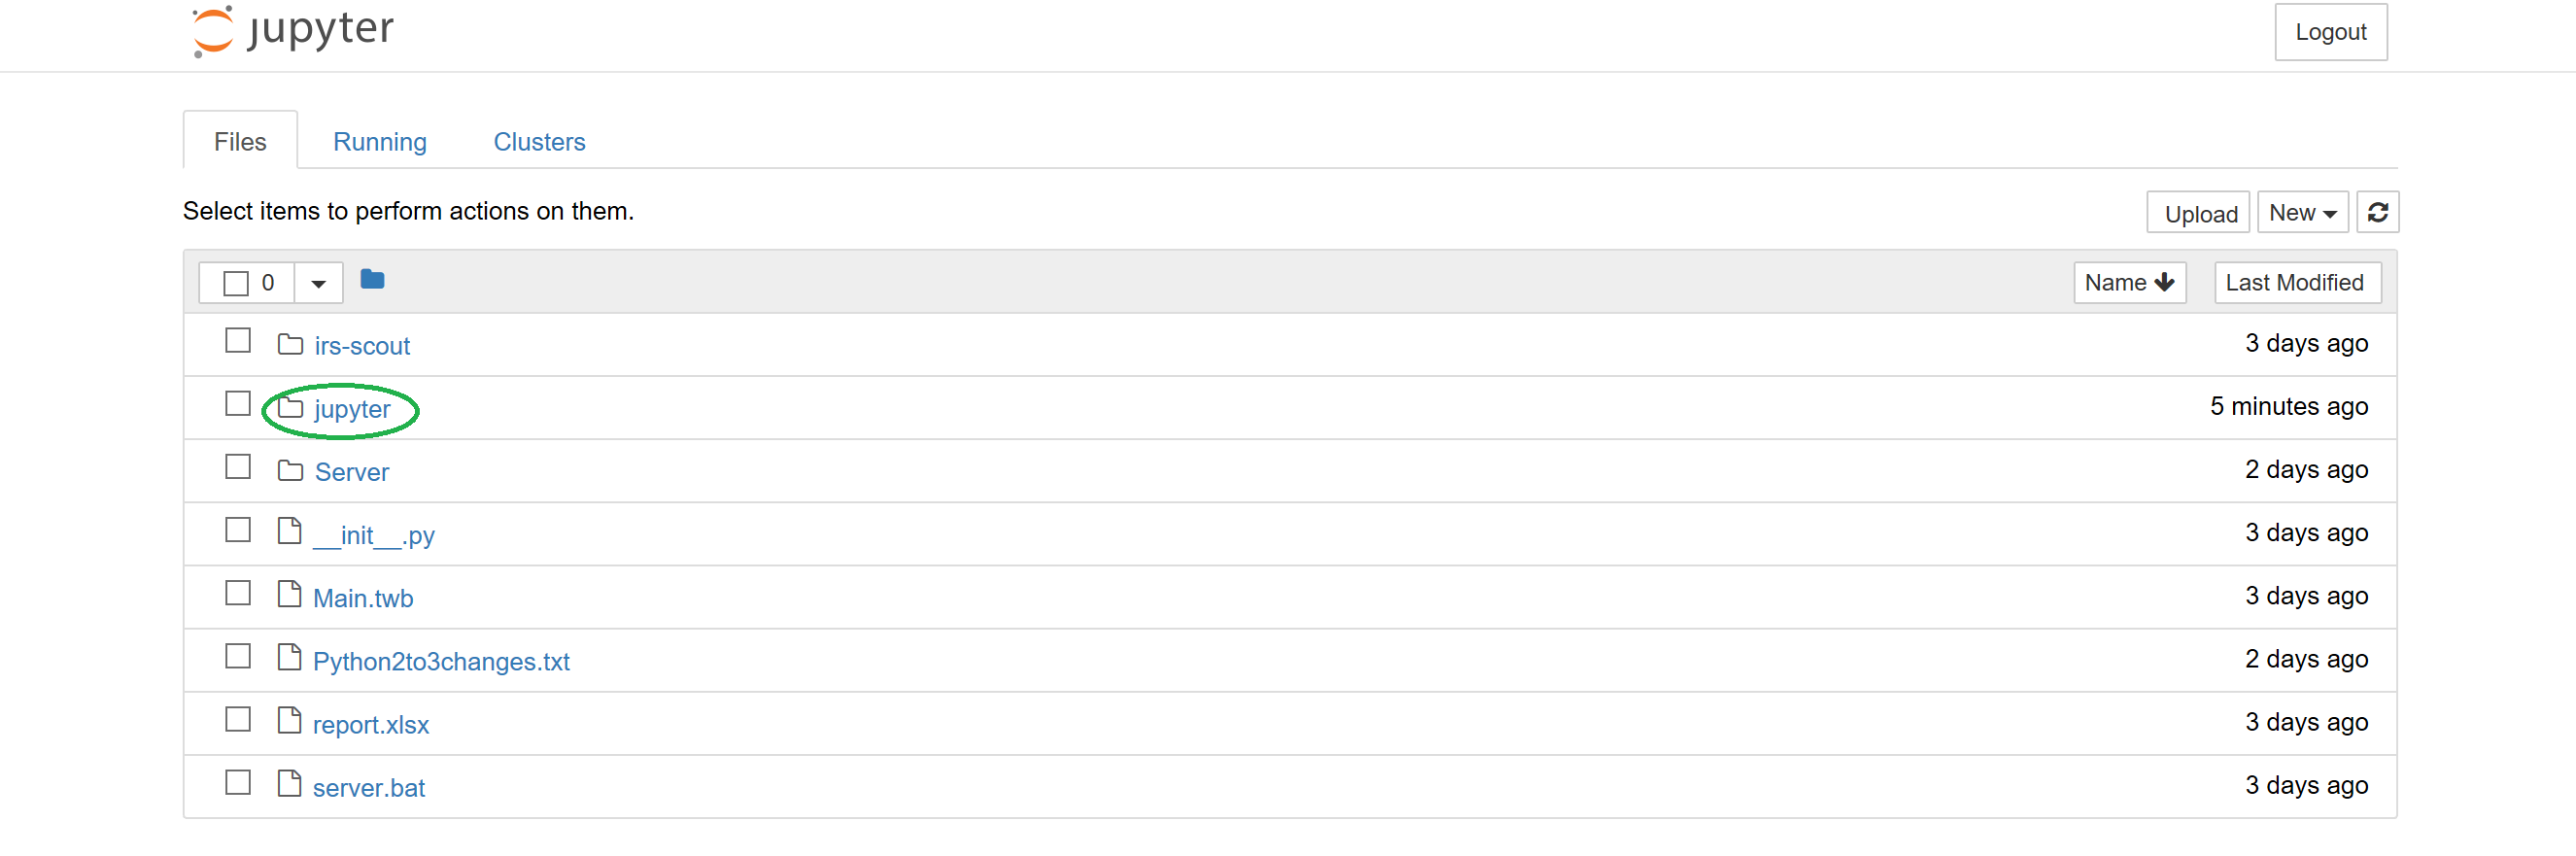 jupyter Logout
Files Running Clusters
Select items to perform actions on them. Upload New
0 Name Last Modified
irs-scout 3 days ago
jupyter 5 minutes ago
Server 2 days ago
__init__.py 3 days ago
Main.twb 3 days ago
Python2to3changes.txt 2 days ago
report.xlsx 3 days ago
server.bat 3 days ago